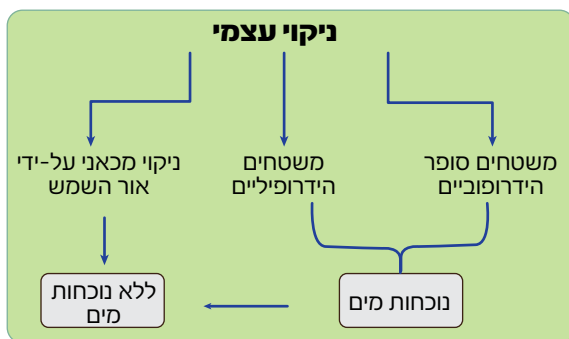 ניקוי עצמי
משטחים סופר
הידרופוביים
משטחים
הידרופיליים
ניקוי מכאני על-ידי
אור השמש
נוכחות מים
ללא נוכחות
מים